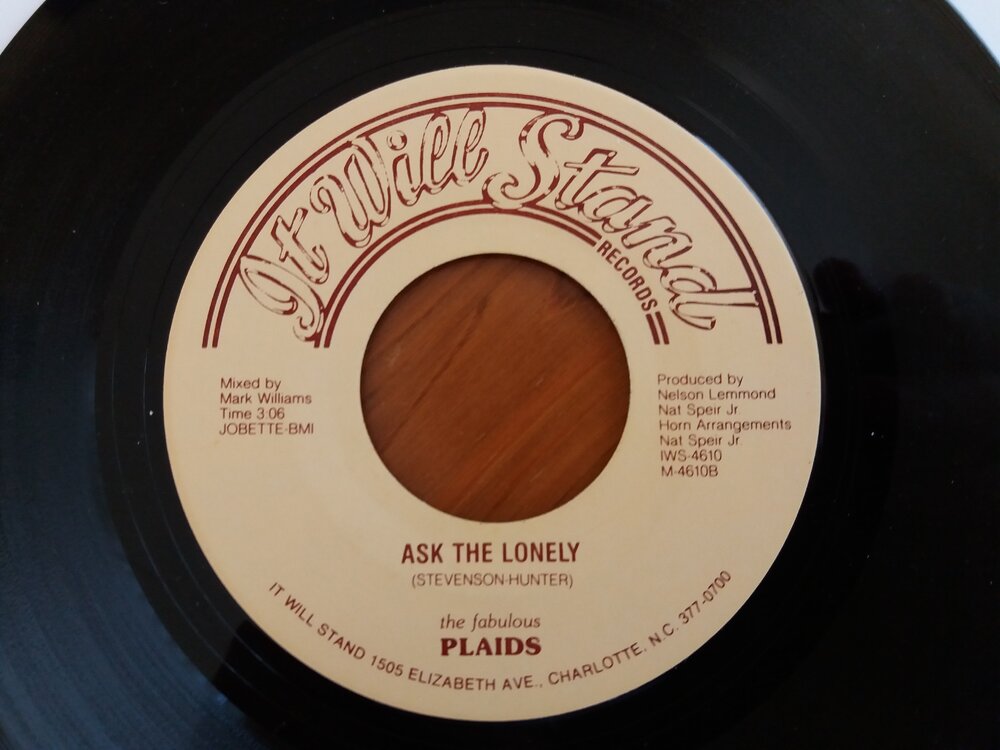 It Will Stand
RECORDS
Mixed by
Mark Williams
Time 3:06
JOBETTE-BMI
Produced by
Nelson Lemmond
Nat Speir Jr.
Horn Arrangements
Nat Speir Jr.
IWS-4610
M-4610B
ASK THE LONELY
(STEVENSON-HUNTER)
the fabulous
PLAIDS
IT WILL STAND 1505 ELIZABETH AVE., CHARLOTTE, N.C. 377-0700